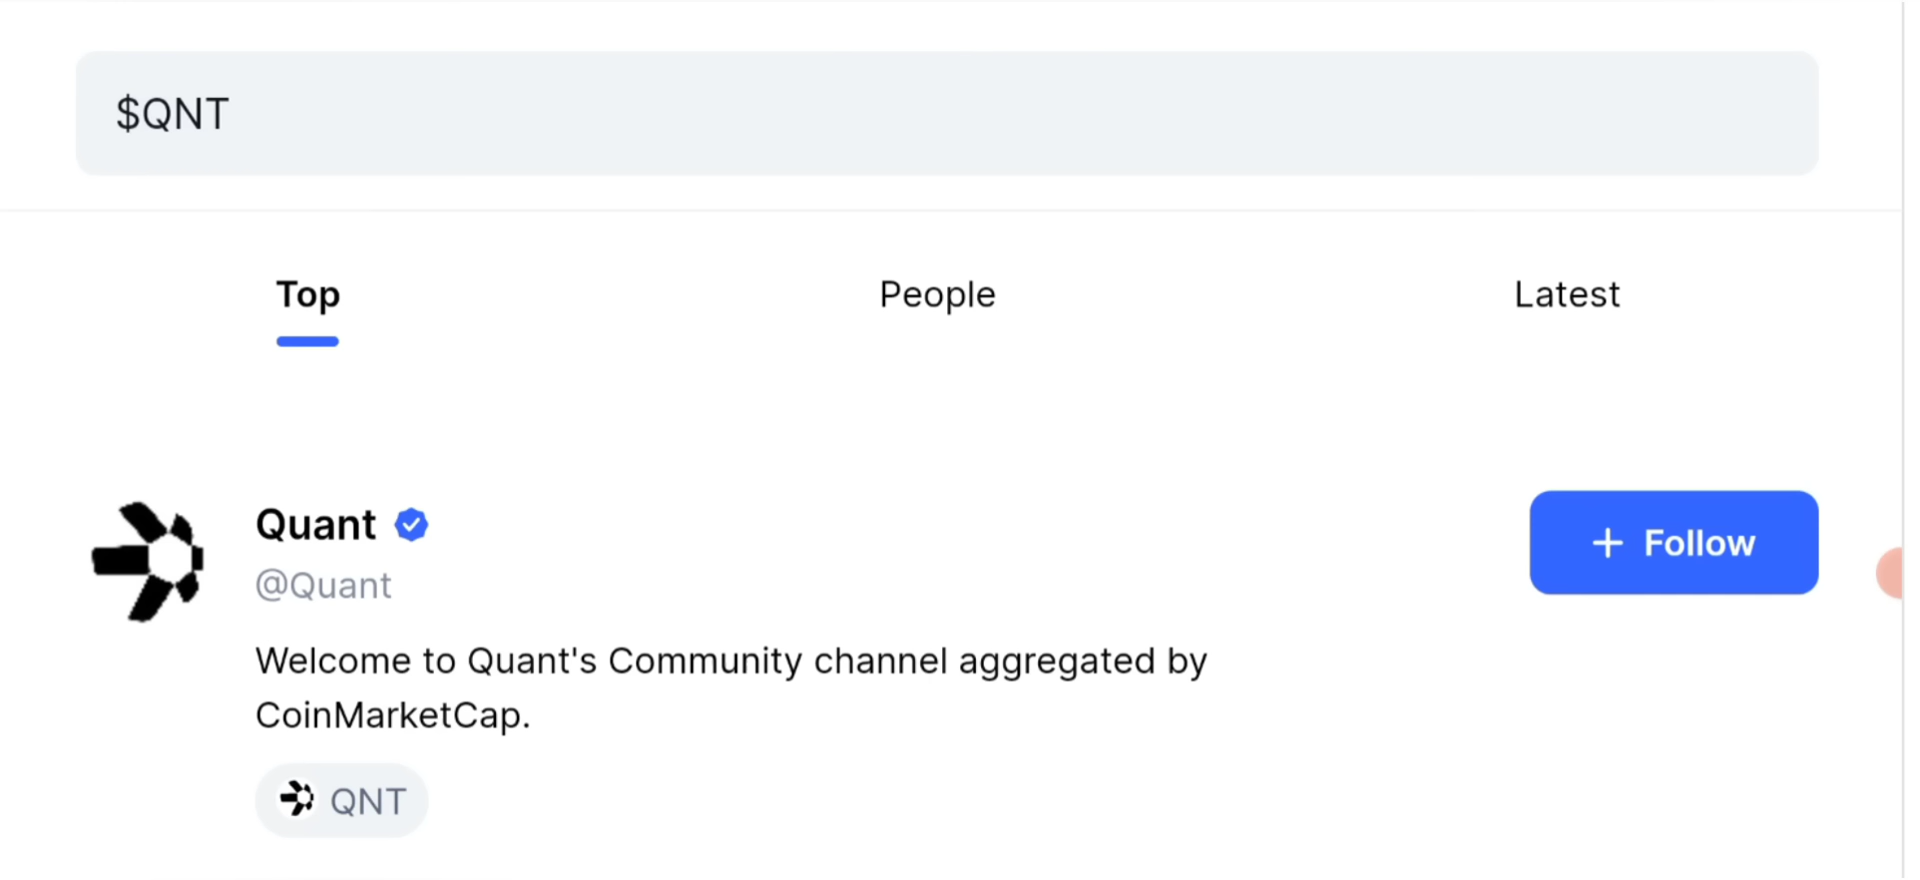 $QNT
Top People Latest
Quant
@Quant
+ Follow
Welcome to Quant's Community channel aggregated by
CoinMarketCap.
QNT